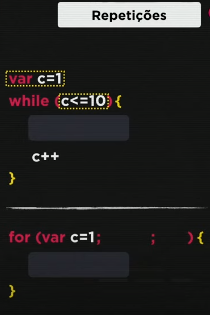 Repetições
var c=1
while (c<=10) {
c++
}
for (var c=1; ; ) {
}